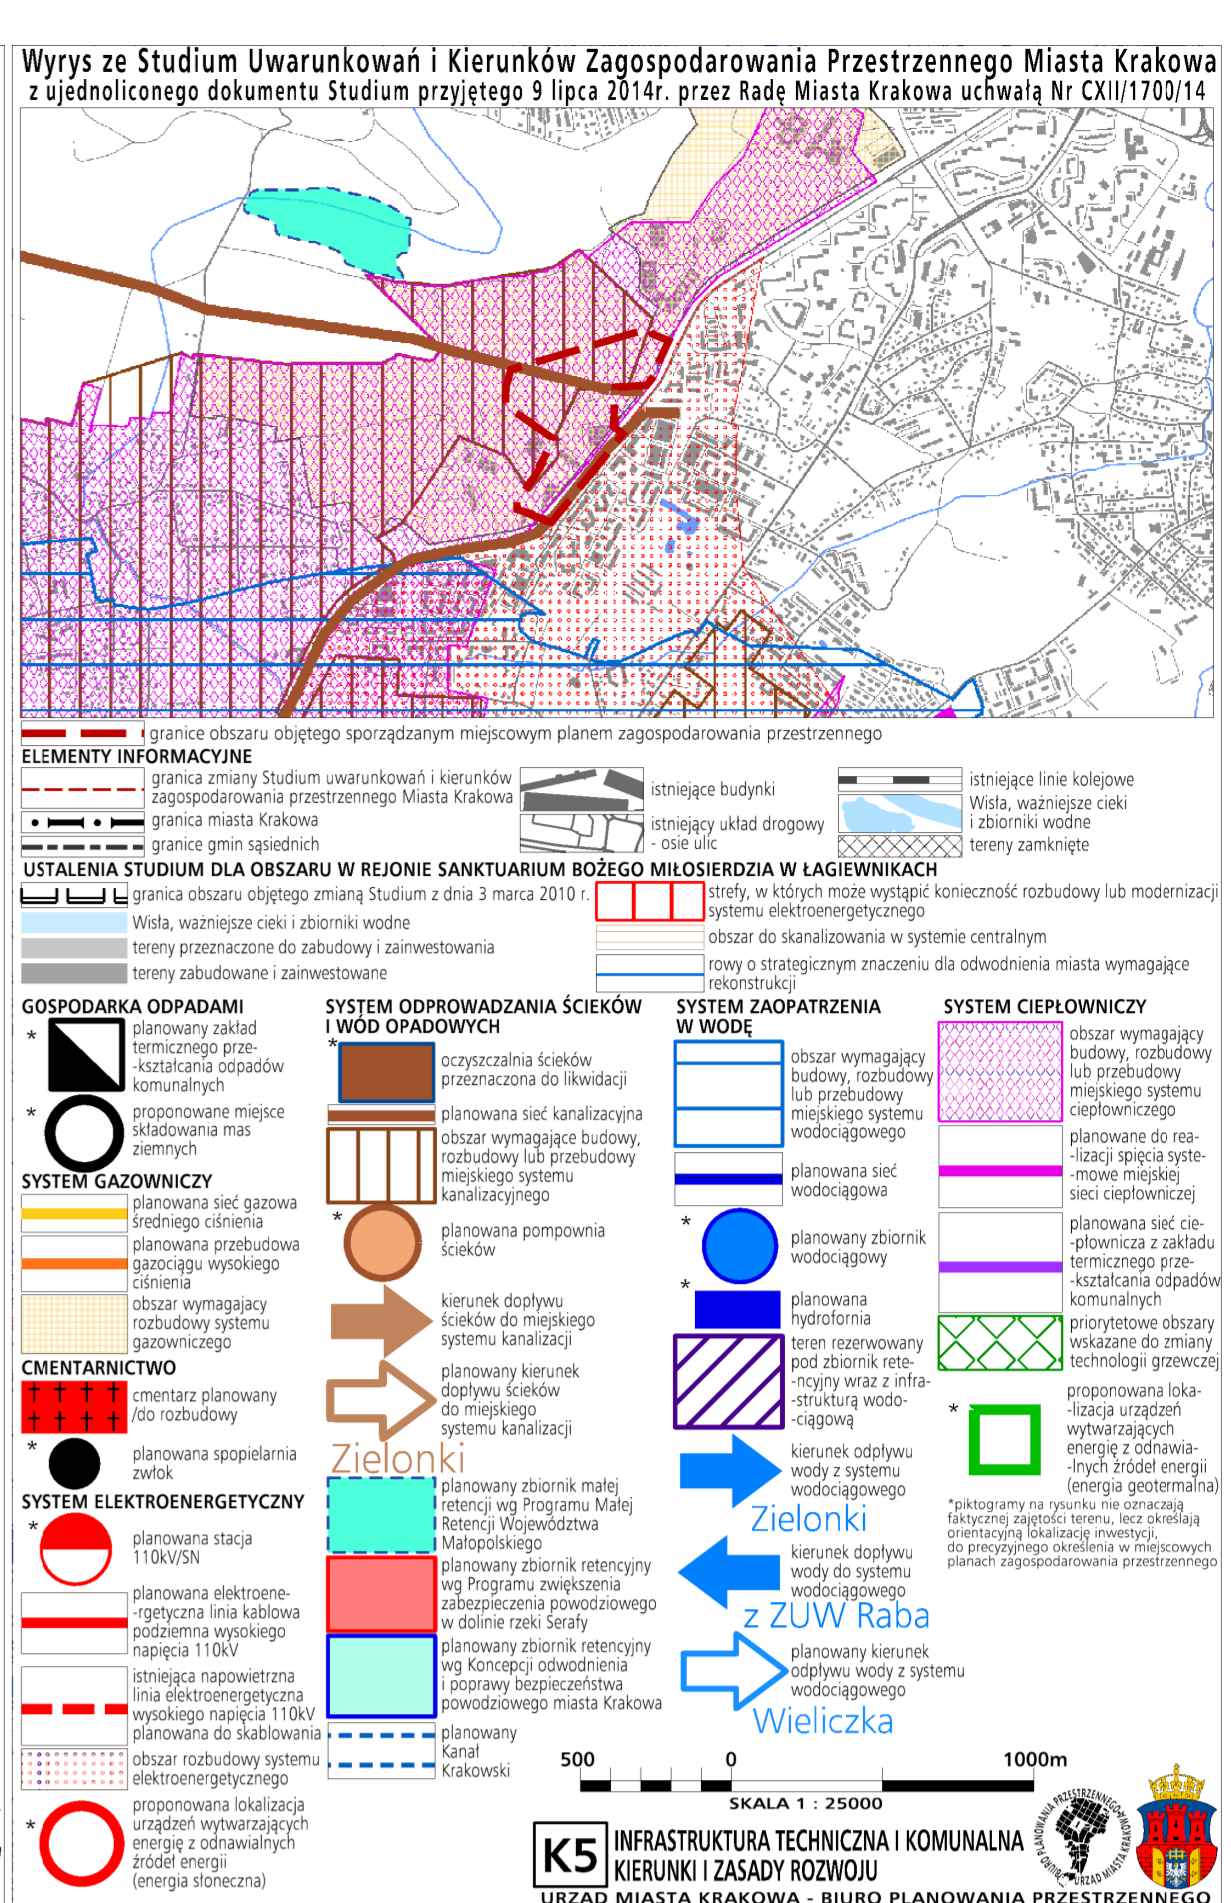 Wyrys ze Studium Uwarunkowań i Kierunków Zagospodarowania Przestrzennego Miasta Krakowa
z ujednoliconego dokumentu Studium przyjętego 9 lipca 2014r. przez Radę Miasta Krakowa uchwałą Nr CXII/1700/14
granice obszaru objętego sporządzanym miejscowym planem zagospodarowania przestrzennego
ELEMENTY INFORMACYJNE
granica zmiany Studium uwarunkowań i kierunków
zagospodarowania przestrzennego Miasta Krakowa
granica miasta Krakowa
granice gmin sąsiednich
istniejące budynki
istniejący układ drogowy
- osie ulic
istniejące linie kolejowe
Wisła, ważniejsze cieki
i zbiorniki wodne
tereny zamknięte
USTALENIA STUDIUM DLA OBSZARU W REJONIE SANKTUARIUM BOŻEGO MIŁOSIERDZIA W ŁAGIEWNIKACH
granica obszaru objętego zmianą Studium z dnia 3 marca 2010 r.
Wisła, ważniejsze cieki i zbiorniki wodne
tereny przeznaczone do zabudowy i zainwestowania
tereny zabudowane i zainwestowane
strefy, w których może wystąpić konieczność rozbudowy lub modernizacji
systemu elektroenergetycznego
obszar do skanalizowania w systemie centralnym
rowy o strategicznym znaczeniu dla odwodnienia miasta wymagające
rekonstrukcji
GOSPODARKA ODPADAMI
*
planowany zakład
termicznego prze-
-kształcania odpadów
komunalnych
*
proponowane miejsce
składowania mas
ziemnych
SYSTEM GAZOWNICZY
planowana sieć gazowa
średniego ciśnienia
planowana przebudowa
gazociągu wysokiego
ciśnienia
obszar wymagajacy
rozbudowy systemu
gazowniczego
CMENTARNICTWO
cmentarz planowany
/do rozbudowy
*
planowana spopielarnia
zwłok
SYSTEM ELEKTROENERGETYCZNY
*
planowana stacja
110kV/SN
planowana elektroene-
-rgetyczna linia kablowa
podziemna wysokiego
napięcia 110kV
istniejąca napowietrzna
linia elektroenergetyczna
wysokiego napięcia 110kV
planowana do skablowania
obszar rozbudowy systemu
elektroenergetycznego
*
proponowana lokalizacja
urządzeń wytwarzających
energię z odnawialnych
źródeł energii
(energia słoneczna)
SYSTEM ODPROWADZANIA ŚCIEKÓW
I WÓD OPADOWYCH
*
oczyszczalnia ścieków
przeznaczona do likwidacji
planowana sieć kanalizacyjna
obszar wymagające budowy,
rozbudowy lub przebudowy
miejskiego systemu
kanalizacyjnego
*
planowana pompownia
ścieków
kierunek dopływu
ścieków do miejskiego
systemu kanalizacji
planowany kierunek
dopływu ścieków
do miejskiego
systemu kanalizacji
Zielonki
planowany zbiornik małej
retencji wg Programu Małej
Retencji Województwa
Małopolskiego
planowany zbiornik retencyjny
wg Programu zwiększenia
zabezpieczenia powodziowego
w dolinie rzeki Serafy
planowany zbiornik retencyjny
wg Koncepcji odwodnienia
i poprawy bezpieczeństwa
powodziowego miasta Krakowa
planowany
Kanał
Krakowski
SYSTEM ZAOPATRZENIA
W WODĘ
obszar wymagający
budowy, rozbudowy
lub przebudowy
miejskiego systemu
wodociągowego
planowana sieć
wodociągowa
*
planowany zbiornik
wodociągowy
*
planowana
hydrofornia
teren rezerwowany
pod zbiornik rete-
-ncyjny wraz z infra-
-strukturą wodo-
-ciągową
kierunek odpływu
wody z systemu
wodociągowego
Zielonki
kierunek dopływu
wody do systemu
wodociągowego
z ZUW Raba
planowany kierunek
odpływu wody z systemu
wodociągowego
Wieliczka
SYSTEM CIEPŁOWNICZY
obszar wymagający
budowy, rozbudowy
lub przebudowy
miejskiego systemu
ciepłowniczego
planowane do rea-
-lizacji spięcia syste-
-mowe miejskiej
sieci ciepłowniczej
planowana sieć cie-
-płownicza z zakładu
termicznego prze-
-kształcania odpadów
komunalnych
priorytetowe obszary
wskazane do zmiany
technologii grzewczej
*
proponowana loka-
-lizacja urządzeń
wytwarzających
energię z odnawia-
-lnych źródeł energii
(energia geotermalna)
*piktogramy na rysunku nie oznaczają
faktycznej zajętości terenu, lecz określają
orientacyjną lokalizację inwestycji,
do precyzyjnego określenia w miejscowych
planach zagospodarowania przestrzennego
500 0 1000m
SKALA 1 : 25000
K5
INFRASTRUKTURA TECHNICZNA I KOMUNALNA
KIERUNKI I ZASADY ROZWOJU
BIURO PLANOWANIA PRZESTRZENNEGO
URZĄD MIASTA KRAKOWA
URZĄD MIASTA KRAKOWA - BIURO PLANOWANIA PRZESTRZENNEGO